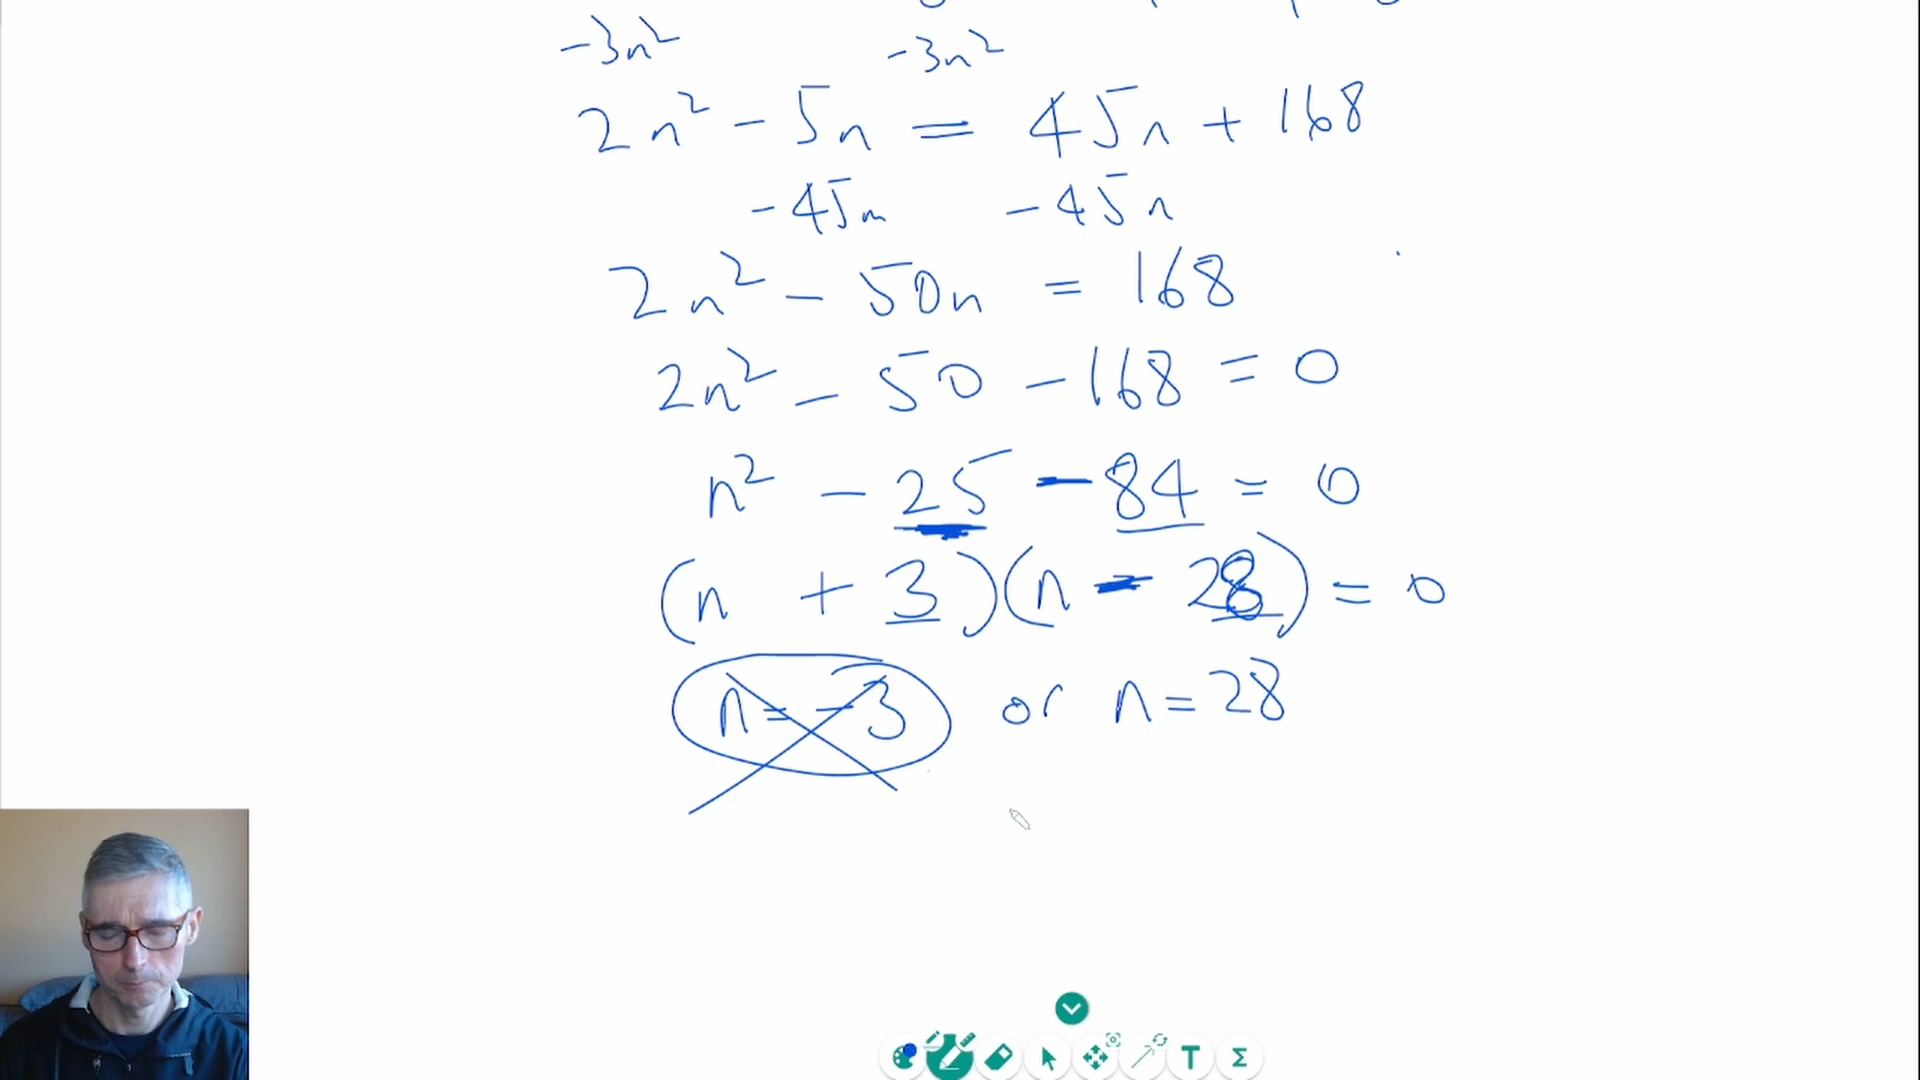 -3n² -3n²
2n² - 5n = 45n + 168
-45n -45n
2n² - 50n = 168
2n² - 50 - 168 = 0
n² - 25 - 84 = 0
(n + 3)(n - 28) = 0
n = -3 or n = 28
T Σ